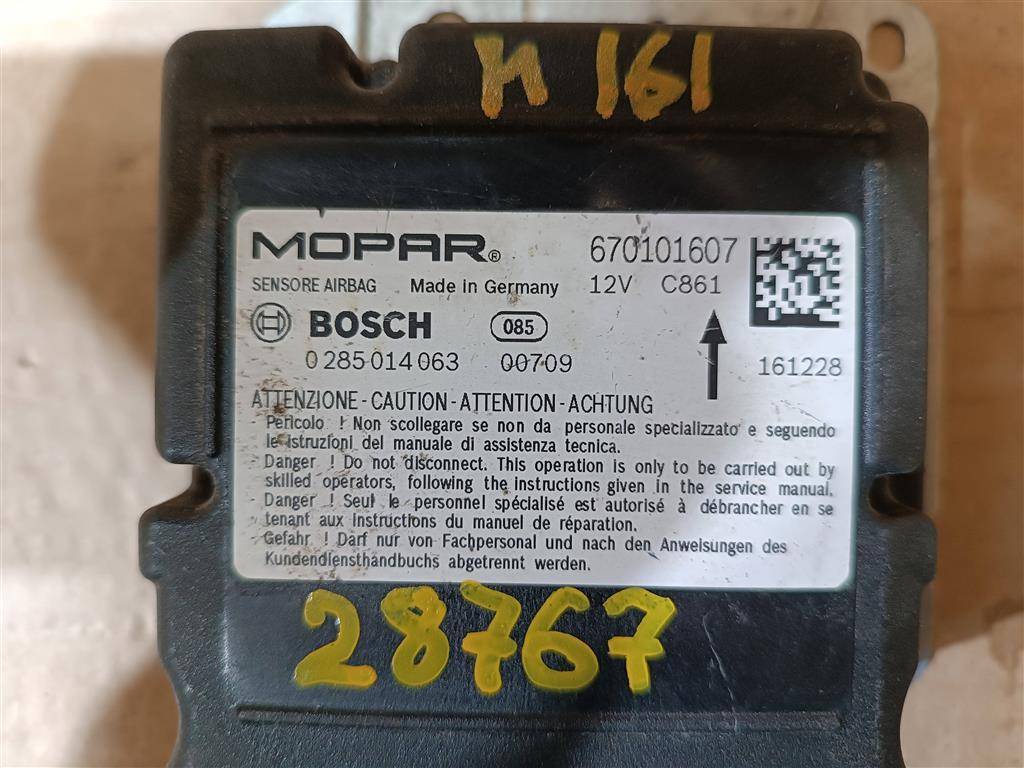 M 161
MOPAR® 670101607
SENSORE AIRBAG Made in Germany 12V C861
BOSCH 085
0 285 014 063 00709 161228
ATTENZIONE - CAUTION - ATTENTION - ACHTUNG
Pericolo ! Non scollegare se non da personale specializzato e seguendo
le istruzioni del manuale di assistenza tecnica.
Danger ! Do not disconnect. This operation is only to be carried out by
skilled operators, following the instructions given in the service manual.
Danger ! Seul le personnel spécialisé est autorisé à débrancher en se
tenant aux instructions du manuel de réparation.
Gefahr ! Darf nur von Fachpersonal und nach den Anweisungen des
Kundendiensthandbuchs abgetrennt werden.
28767